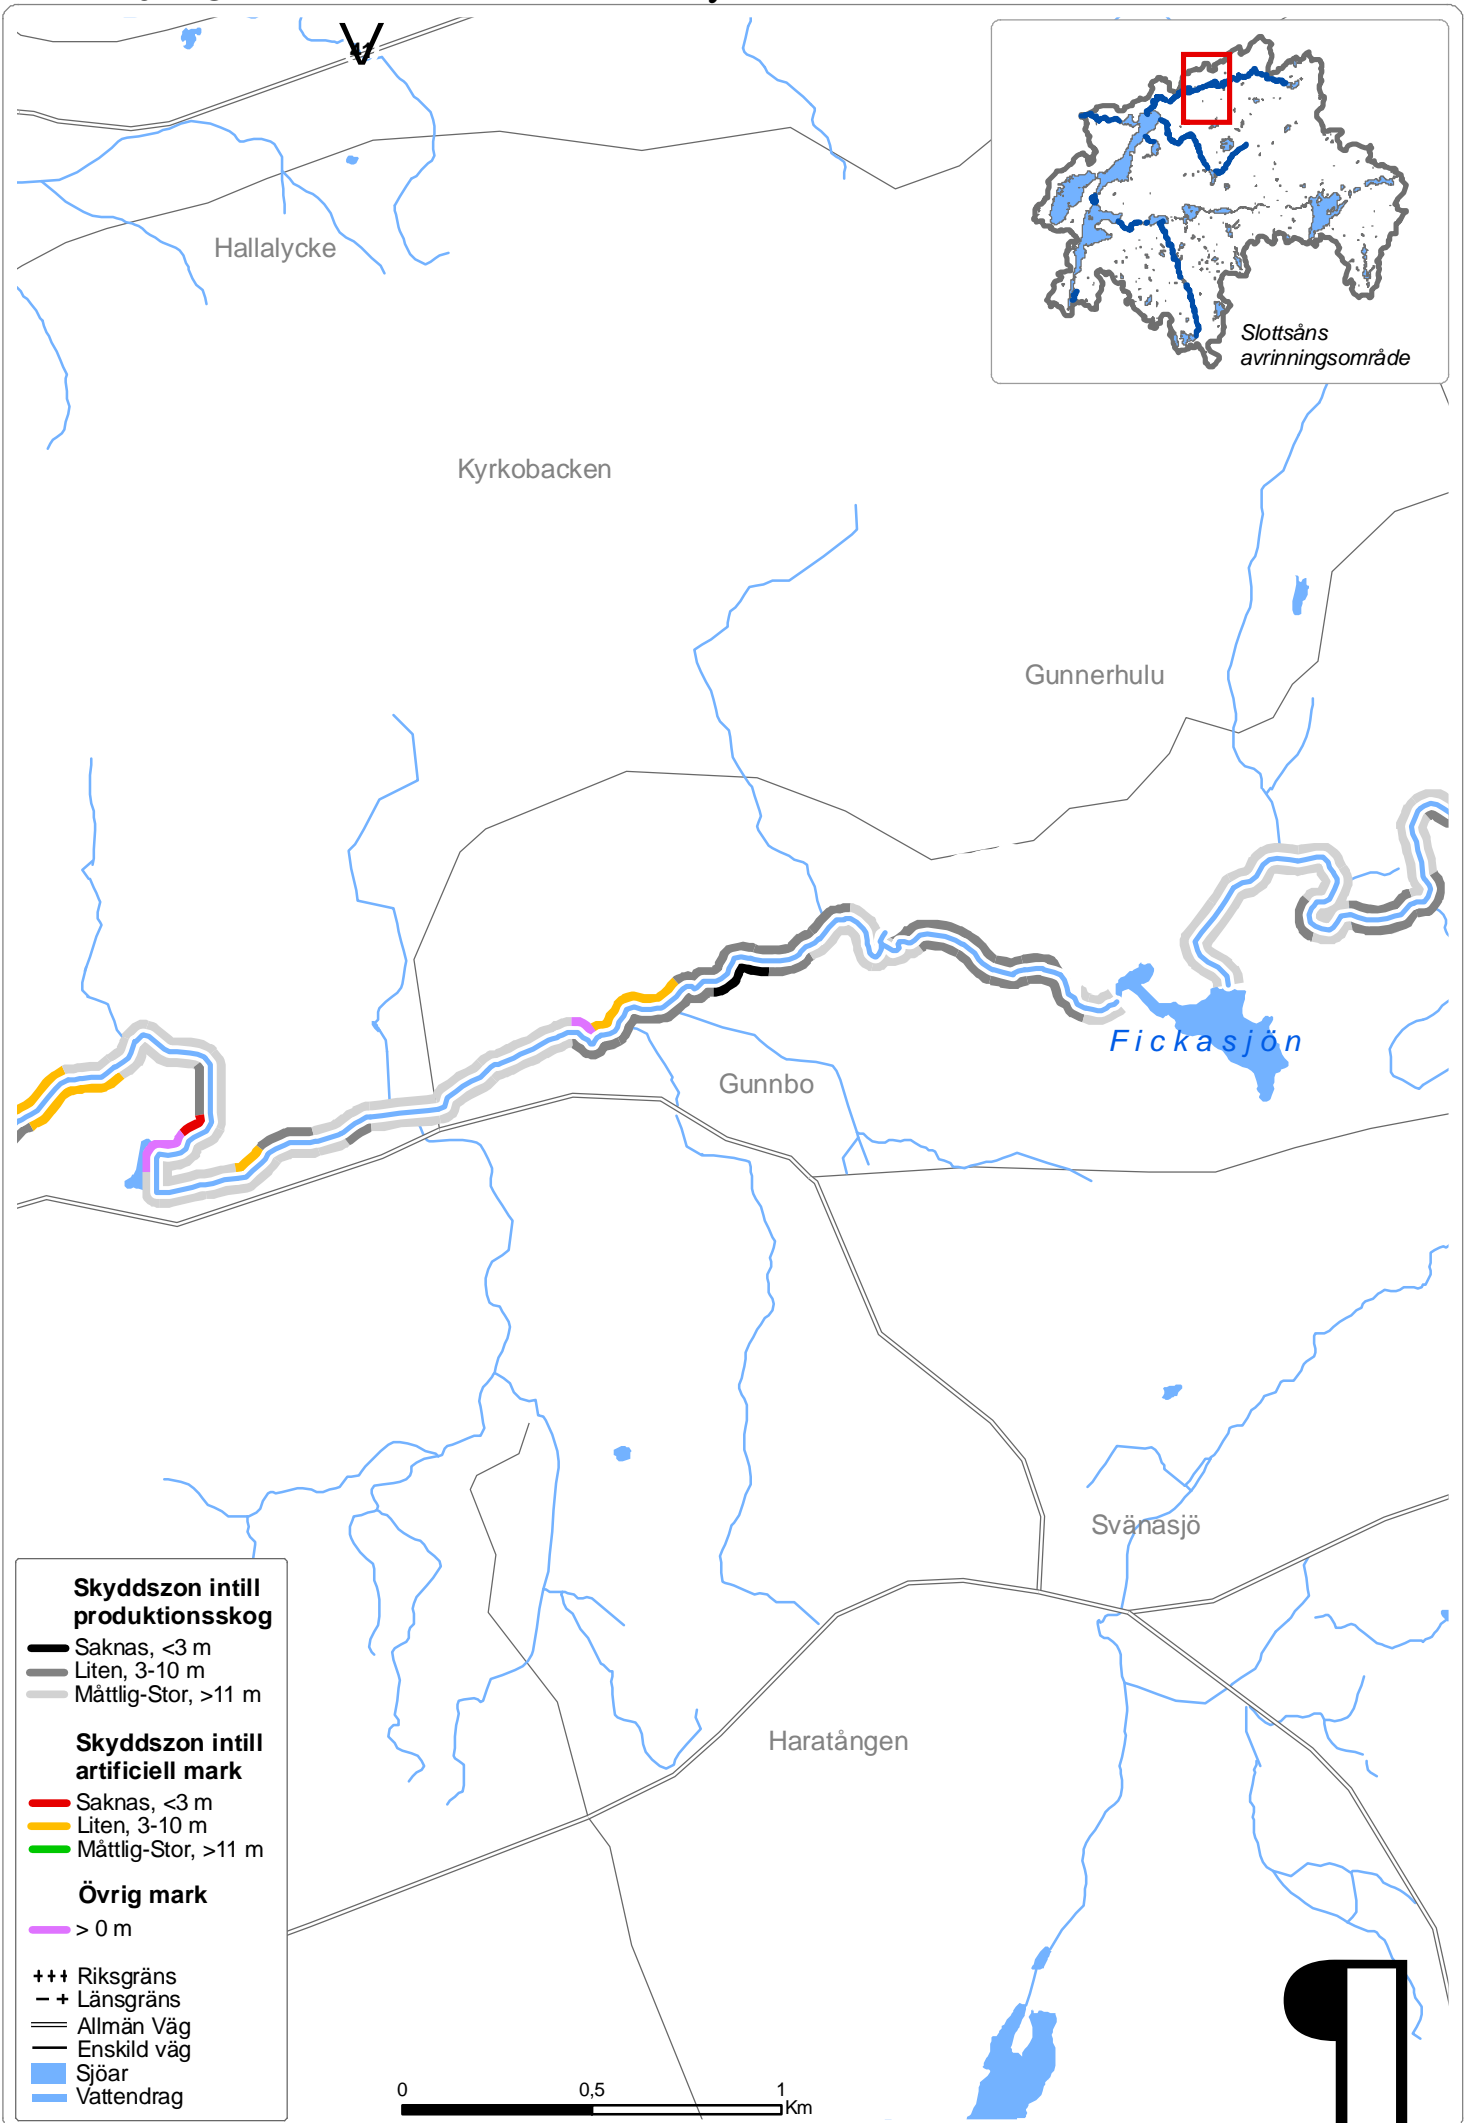 41
Hallalycke
Slottsåns
avrinningsområde
Kyrkobacken
Gunnerhulu
Fickasjön
Gunnbo
Svänasjö
Haratången
Skyddszon intill
produktionsskog
Saknas, <3 m
Liten, 3-10 m
Måttlig-Stor, >11 m
Skyddszon intill
artificiell mark
Saknas, <3 m
Liten, 3-10 m
Måttlig-Stor, >11 m
Övrig mark
> 0 m
Riksgräns
Länsgräns
Allmän Väg
Enskild väg
Sjöar
Vattendrag
0 0,5 1
Km